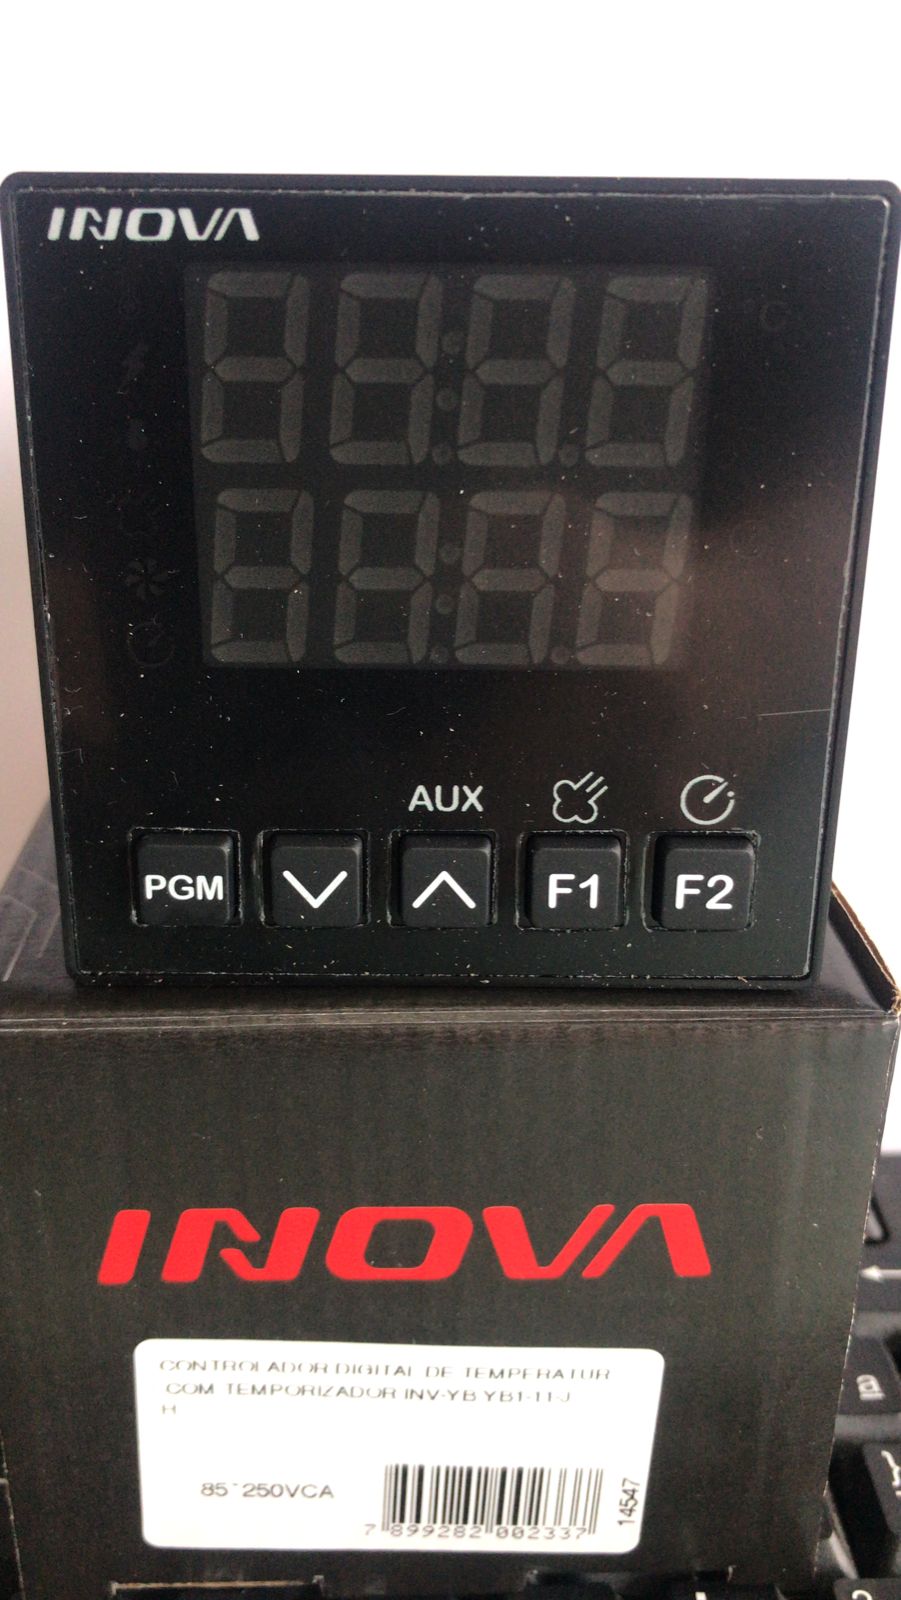 INOVA
AUX
PGM
F1
F2
INOVA
CONTROLADOR DIGITAL DE TEMPERATUR
COM TEMPORIZADOR INV-YB YB1-11-J
H
85~250VCA
7 899282 002337
14547